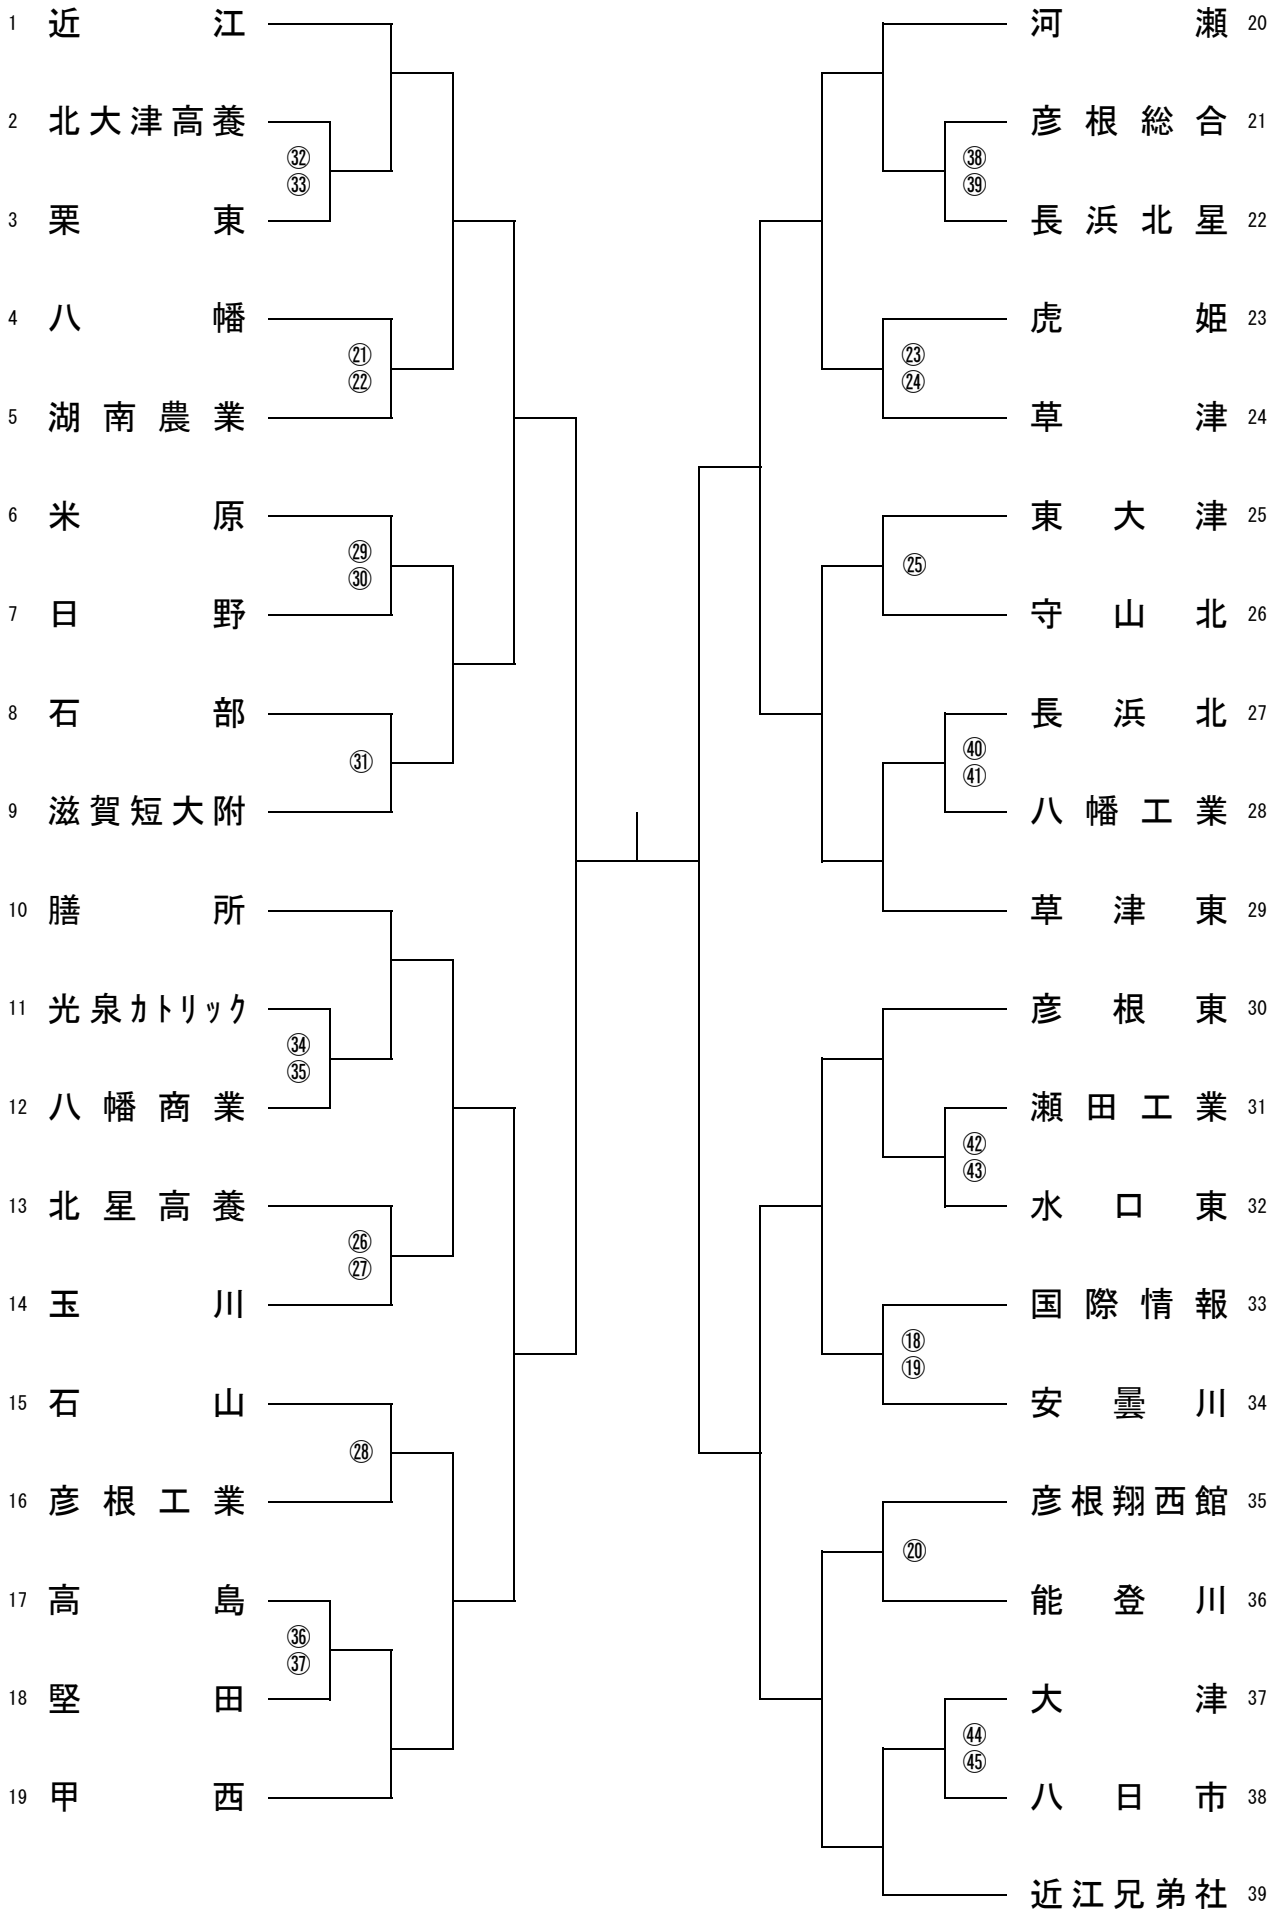 1 近江
2 北大津高養
㉜
㉝
3 栗東
4 八幡
㉑
㉒
5 湖南農業
6 米原
㉙
㉚
7 日野
8 石部
㉛
9 滋賀短大附
10 膳所
11 光泉カトリック
㉞
㉟
12 八幡商業
13 北星高養
㉖
㉗
14 玉川
15 石山
㉘
16 彦根工業
17 高島
㊱
㊲
18 堅田
19 甲西
河瀬 20
彦根総合 21
㊳
㊴
長浜北星 22
虎姫 23
㉓
㉔
草津 24
東大津 25
㉕
守山北 26
長浜北 27
㊵
㊶
八幡工業 28
草津東 29
彦根東 30
瀬田工業 31
㊷
㊸
水口東 32
国際情報 33
⑱
⑲
安曇川 34
彦根翔西館 35
⑳
能登川 36
大津 37
㊹
㊺
八日市 38
近江兄弟社 39